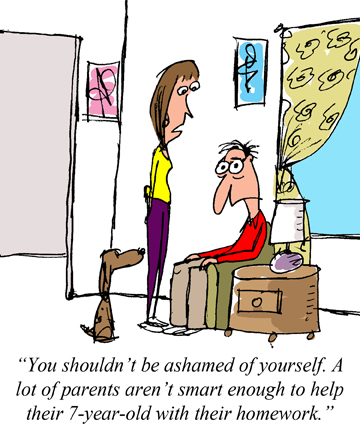 “You shouldn’t be ashamed of yourself. A
lot of parents aren’t smart enough to help
their 7-year-old with their homework.”